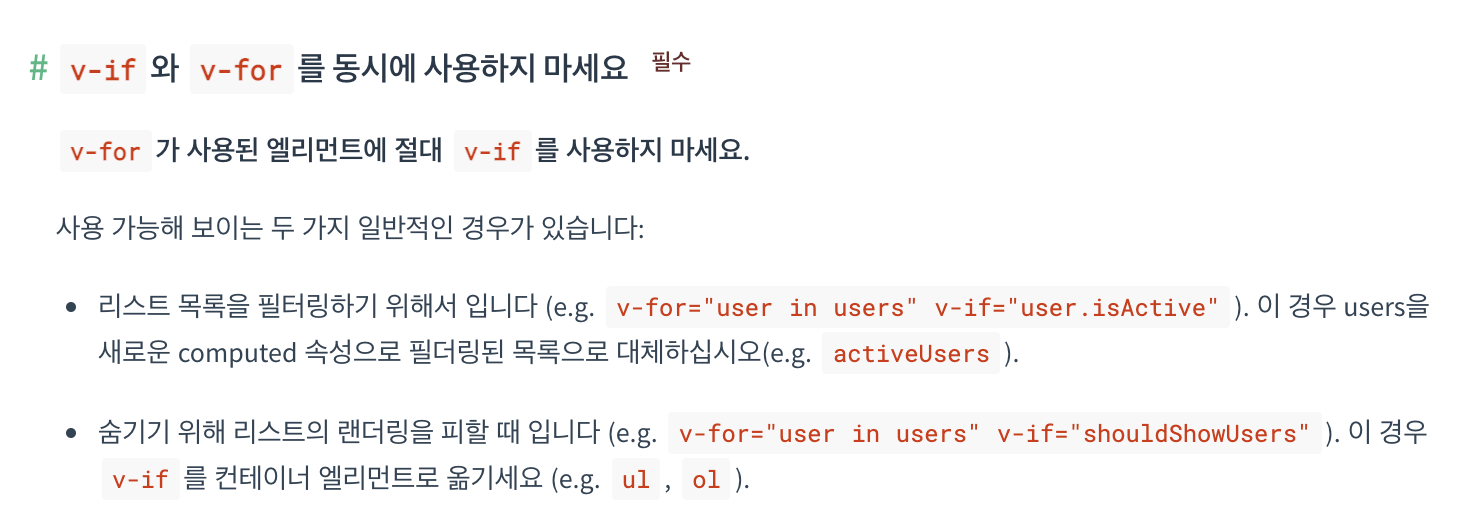 # v-if 와 v-for 를 동시에 사용하지 마세요 필수
v-for 가 사용된 엘리먼트에 절대 v-if 를 사용하지 마세요.
사용 가능해 보이는 두 가지 일반적인 경우가 있습니다:
• 리스트 목록을 필터링하기 위해서 입니다 (e.g. v-for="user in users" v-if="user.isActive" ). 이 경우 users을
새로운 computed 속성으로 필더링된 목록으로 대체하십시오(e.g. activeUsers ).
• 숨기기 위해 리스트의 랜더링을 피할 때 입니다 (e.g. v-for="user in users" v-if="shouldShowUsers" ). 이 경우
v-if 를 컨테이너 엘리먼트로 옮기세요 (e.g. ul , ol ).